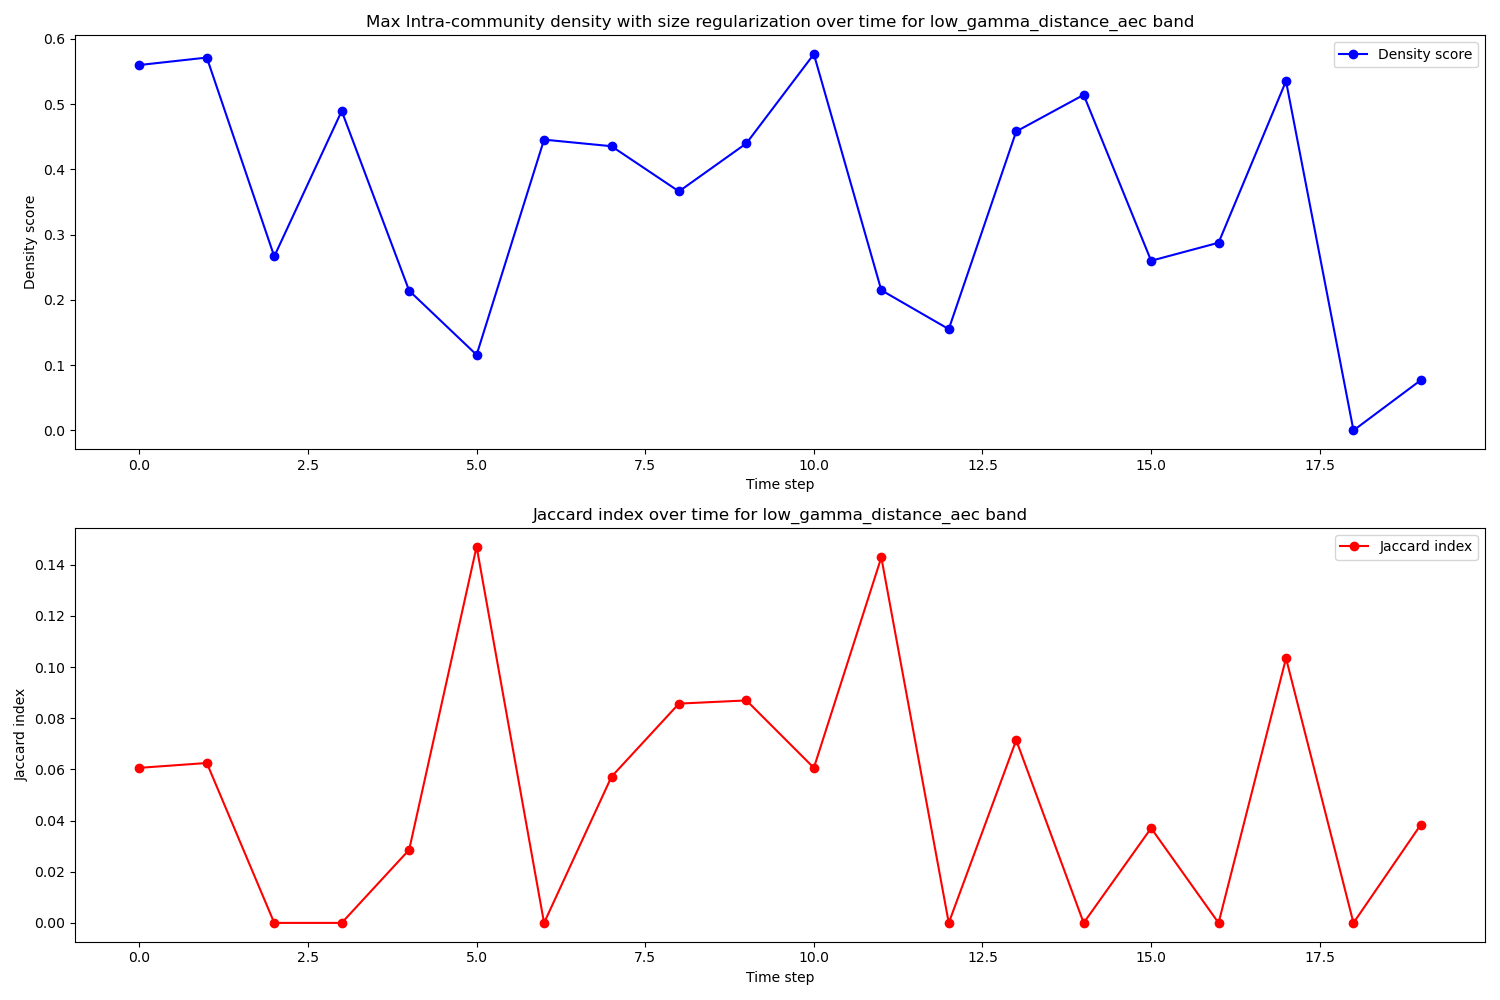 Max Intra-community density with size regularization over time for low_gamma_distance_aec band
Density score
0.6
0.5
0.4
0.3
0.2
0.1
0.0
Density score
0.0 2.5 5.0 7.5 10.0 12.5 15.0 17.5
Time step
Jaccard index over time for low_gamma_distance_aec band
Jaccard index
0.14
0.12
0.10
0.08
0.06
0.04
0.02
0.00
Jaccard index
0.0 2.5 5.0 7.5 10.0 12.5 15.0 17.5
Time step